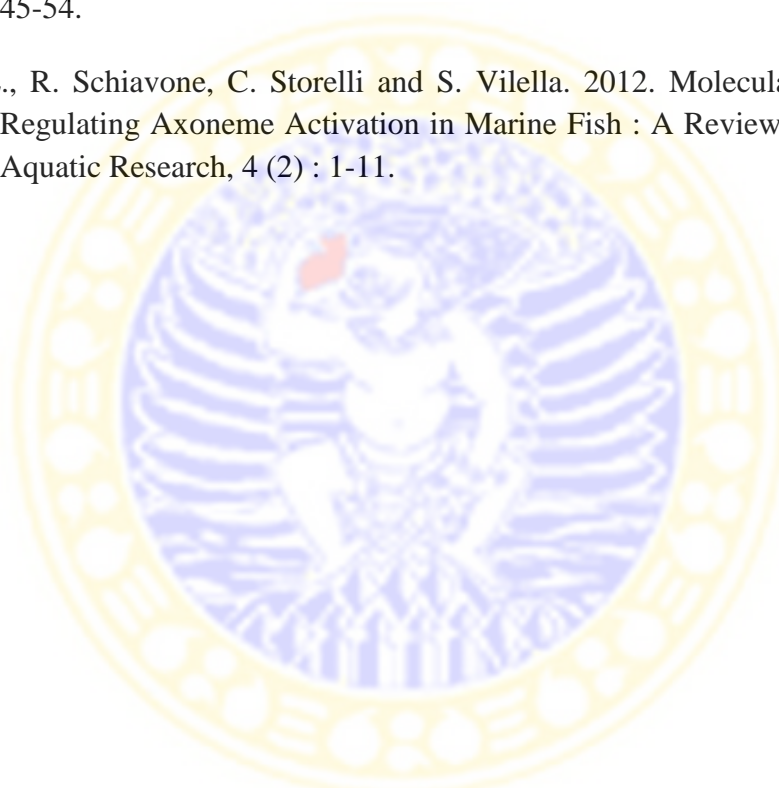 45-54.
., R. Schiavone, C. Storelli and S. Vilella. 2012. Molecula
Regulating Axoneme Activation in Marine Fish : A Review
Aquatic Research, 4 (2) : 1-11.